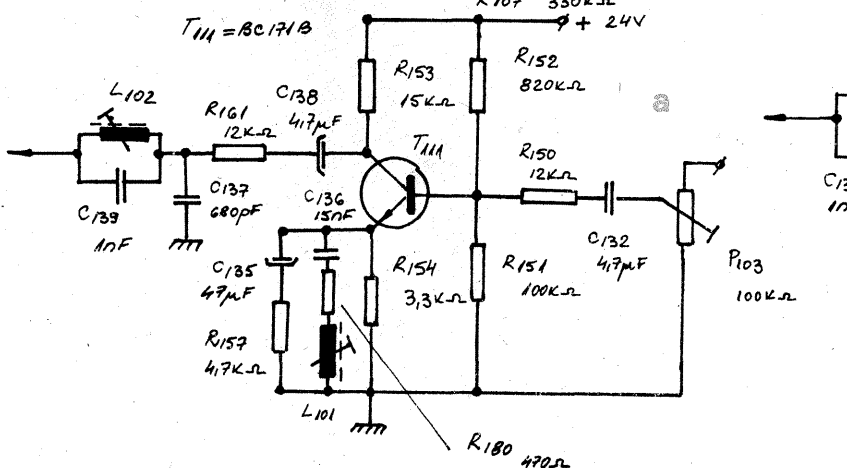 R107 330KΩ
T111 = BC171B
+ 24V
R153
15KΩ
R152
820KΩ
a
L102
R161
12KΩ
C138
4,7µF
T111
R150
12KΩ
C139
1nF
C137
680pF
C136
15nF
C132
4,7µF
P103
100KΩ
C135
47µF
R154
3,3KΩ
R151
100KΩ
R157
4,7KΩ
L101
R180
470Ω